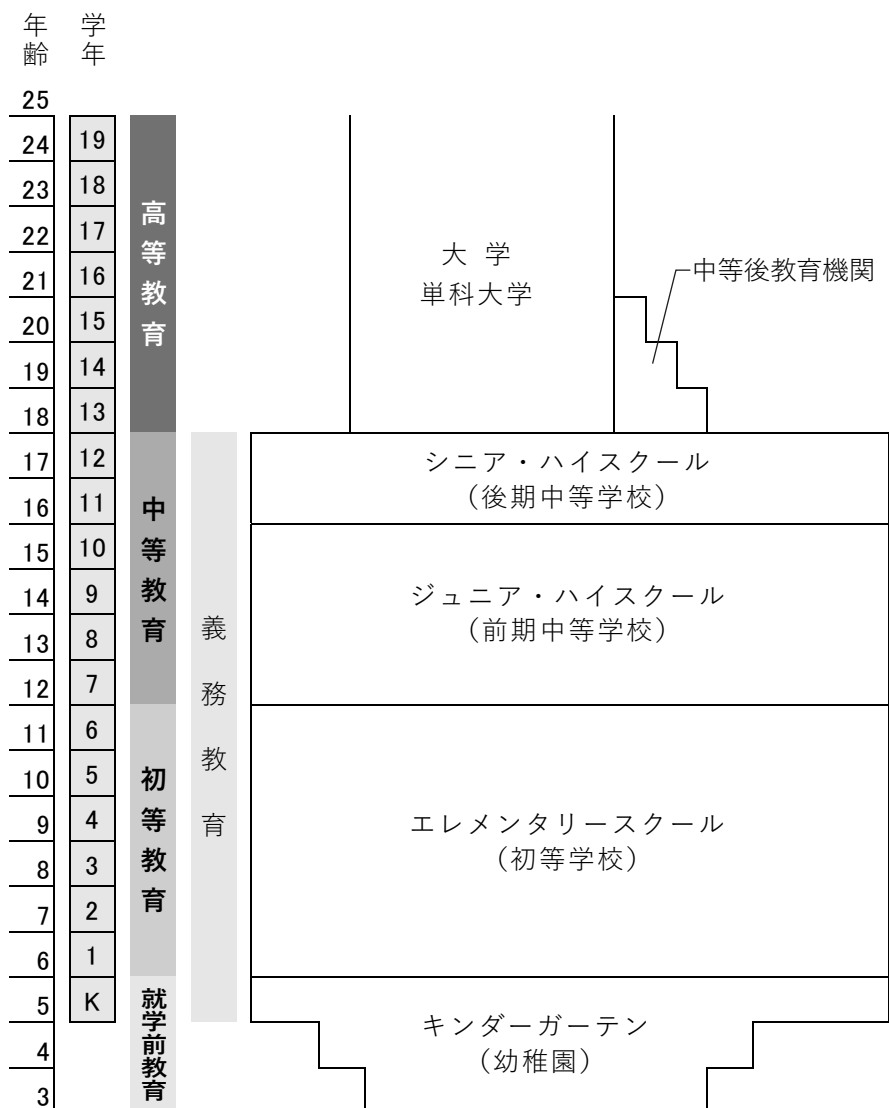 年齢
学年
25
24
23
22
21
20
19
18
17
16
15
14
13
12
11
10
9
8
7
6
5
4
3
19
18
17
16
15
14
13
12
11
10
9
8
7
6
5
4
3
2
1
K
高等教育
中等教育
初等教育
就学前教育
義務教育
大学
単科大学
中等後教育機関
シニア・ハイスクール
(後期中等学校)
ジュニア・ハイスクール
(前期中等学校)
エレメンタリースクール
(初等学校)
キンダーガーテン
(幼稚園)